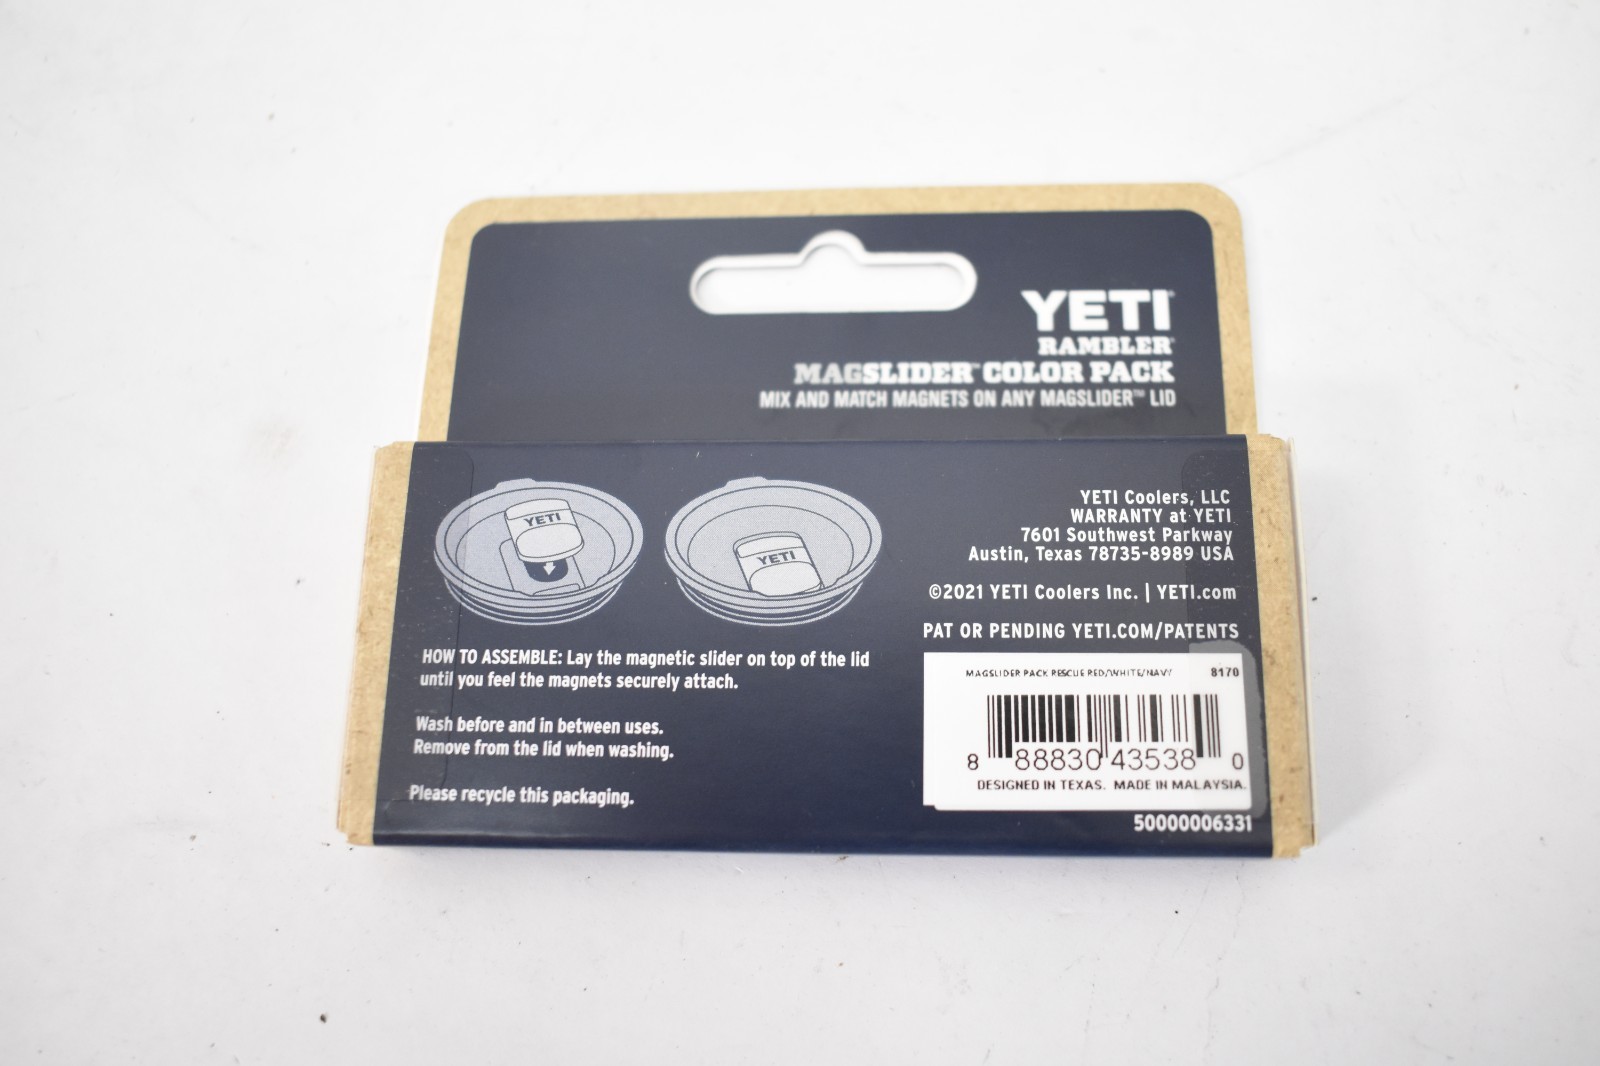 YETI
RAMBLER
MAGSLIDER™ COLOR PACK
MIX AND MATCH MAGNETS ON ANY MAGSLIDER™ LID
YETI
YETI
HOW TO ASSEMBLE: Lay the magnetic slider on top of the lid
until you feel the magnets securely attach.
Wash before and in between uses.
Remove from the lid when washing.
Please recycle this packaging.
YETI Coolers, LLC
WARRANTY at YETI
7601 Southwest Parkway
Austin, Texas 78735-8989 USA
©2021 YETI Coolers Inc. | YETI.com
PAT OR PENDING YETI.COM/PATENTS
MAGSLIDER PACK RESCUE RED/WHITE/NAVY 8170
8 88830 43538 0
DESIGNED IN TEXAS. MADE IN MALAYSIA.
50000006331